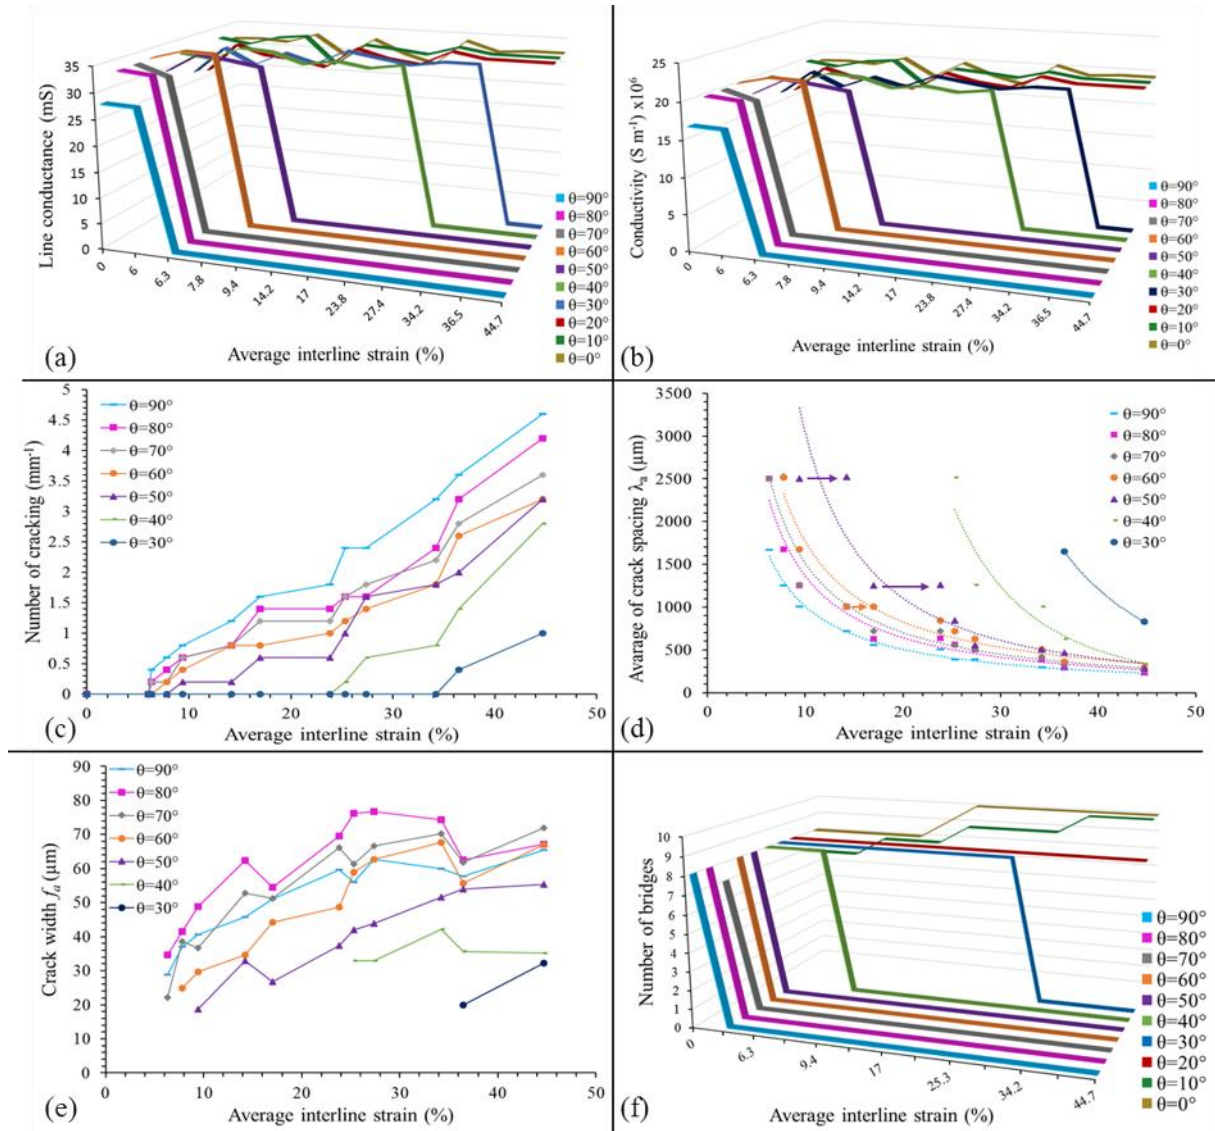 Line conductance (mS)
35
30
25
20
15
10
5
0
0
6
6.3
7.8
9.4
14.2
17
23.8
27.4
34.2
36.5
44.7
Average interline strain (%)
θ=90°
θ=80°
θ=70°
θ=60°
θ=50°
θ=40°
θ=30°
θ=20°
θ=10°
θ=0°
(a)
Conductivity (S m⁻¹) x10⁶
25
20
15
10
5
0
0
6
6.3
7.8
9.4
14.2
17
23.8
27.4
34.2
36.5
44.7
Average interline strain (%)
θ=90°
θ=80°
θ=70°
θ=60°
θ=50°
θ=40°
θ=30°
θ=20°
θ=10°
θ=0°
(b)
Number of cracking (mm⁻¹)
5
4.5
4
3.5
3
2.5
2
1.5
1
0.5
0
0
10
20
30
40
50
Average interline strain (%)
θ=90°
θ=80°
θ=70°
θ=60°
θ=50°
θ=40°
θ=30°
(c)
Avarage of crack spacing λₐ (µm)
3500
3000
2500
2000
1500
1000
500
0
0
10
20
30
40
50
Average interline strain (%)
θ=90°
θ=80°
θ=70°
θ=60°
θ=50°
θ=40°
θ=30°
(d)
Crack width fₐ (µm)
90
80
70
60
50
40
30
20
10
0
0
10
20
30
40
50
Average interline strain (%)
θ=90°
θ=80°
θ=70°
θ=60°
θ=50°
θ=40°
θ=30°
(e)
Number of bridges
10
9
8
7
6
5
4
3
2
1
0
0
6.3
9.4
17
25.3
34.2
44.7
Average interline strain (%)
θ=90°
θ=80°
θ=70°
θ=60°
θ=50°
θ=40°
θ=30°
θ=20°
θ=10°
θ=0°
(f)